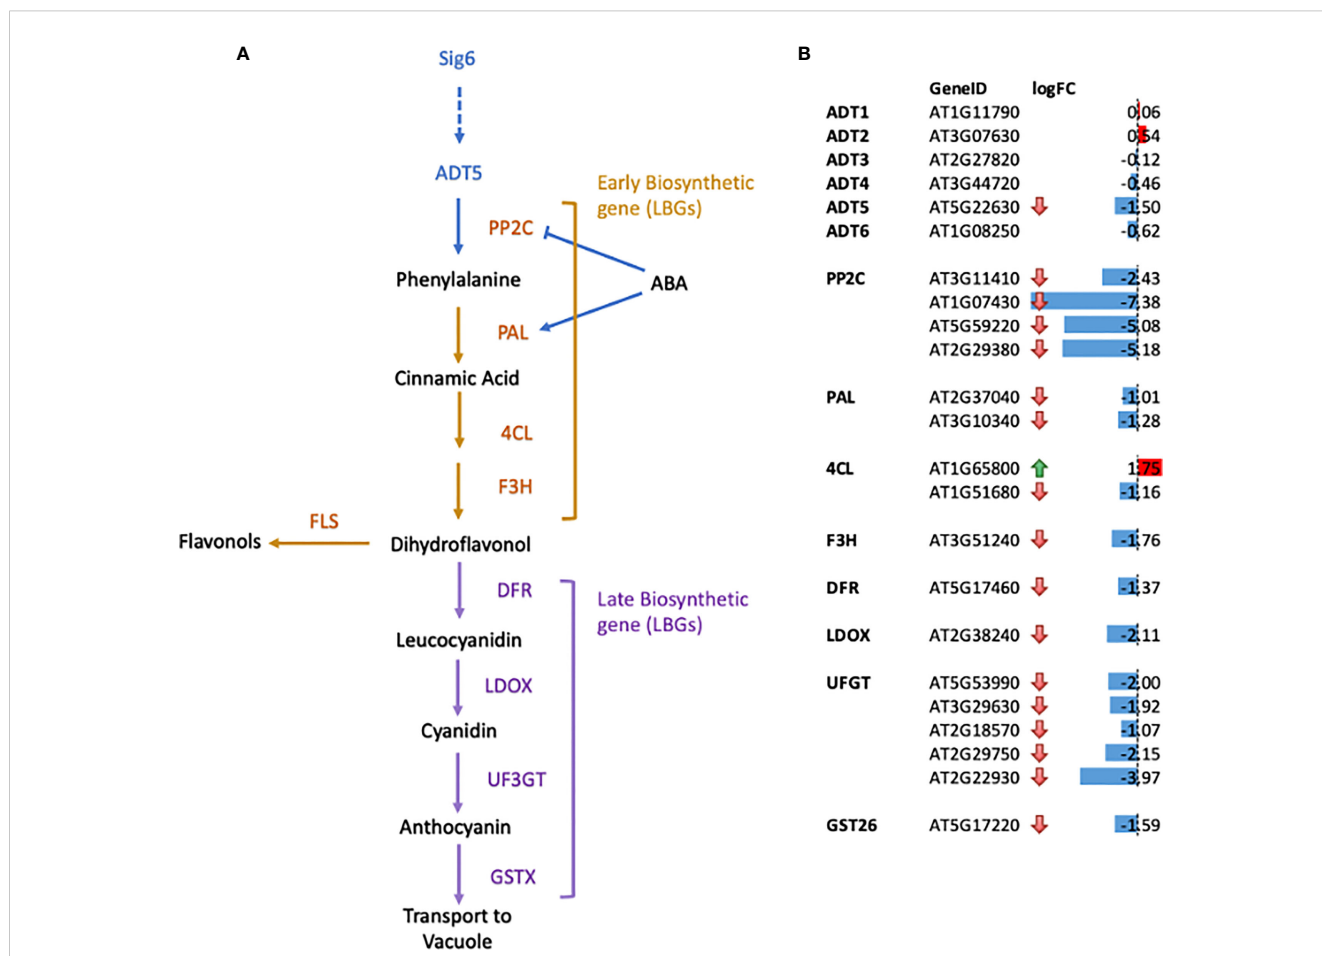 A
Sig6
ADT5
Early Biosynthetic
gene (LBGs)
PP2C
Phenylalanine
ABA
PAL
Cinnamic Acid
4CL
F3H
FLS
Flavonols
Dihydroflavonol
DFR
Late Biosynthetic
gene (LBGs)
Leucocyanidin
LDOX
Cyanidin
UF3GT
Anthocyanin
GSTX
Transport to
Vacuole
B
GeneID logFC
ADT1 AT1G11790 0.06
ADT2 AT3G07630 0.54
ADT3 AT2G27820 -0.12
ADT4 AT3G44720 -0.46
ADT5 AT5G22630 -1.50
ADT6 AT1G08250 -0.62
PP2C AT3G11410 -2.43
AT1G07430 -7.38
AT5G59220 -5.08
AT2G29380 -5.18
PAL AT2G37040 -1.01
AT3G10340 -1.28
4CL AT1G65800 1.75
AT1G51680 -1.16
F3H AT3G51240 -1.76
DFR AT5G17460 -1.37
LDOX AT2G38240 -2.11
UFGT AT5G53990 -2.00
AT3G29630 -1.92
AT2G18570 -1.07
AT2G29750 -2.15
AT2G22930 -3.97
GST26 AT5G17220 -1.59